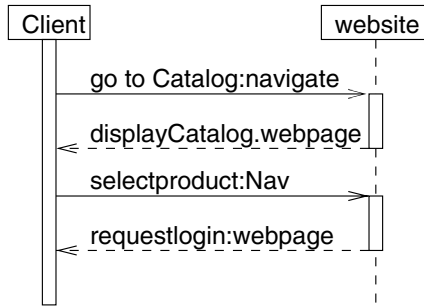 Client
website
go to Catalog:navigate
displayCatalog.webpage
selectproduct:Nav
requestlogin:webpage